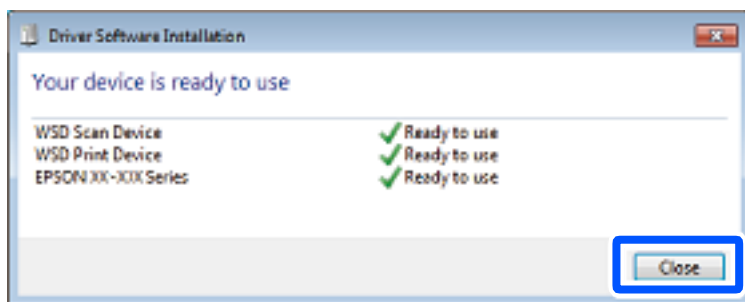 Driver Software Installation
Your device is ready to use
WSD Scan Device Ready to use
WSD Print Device Ready to use
EPSON XX-XXX Series Ready to use
Close